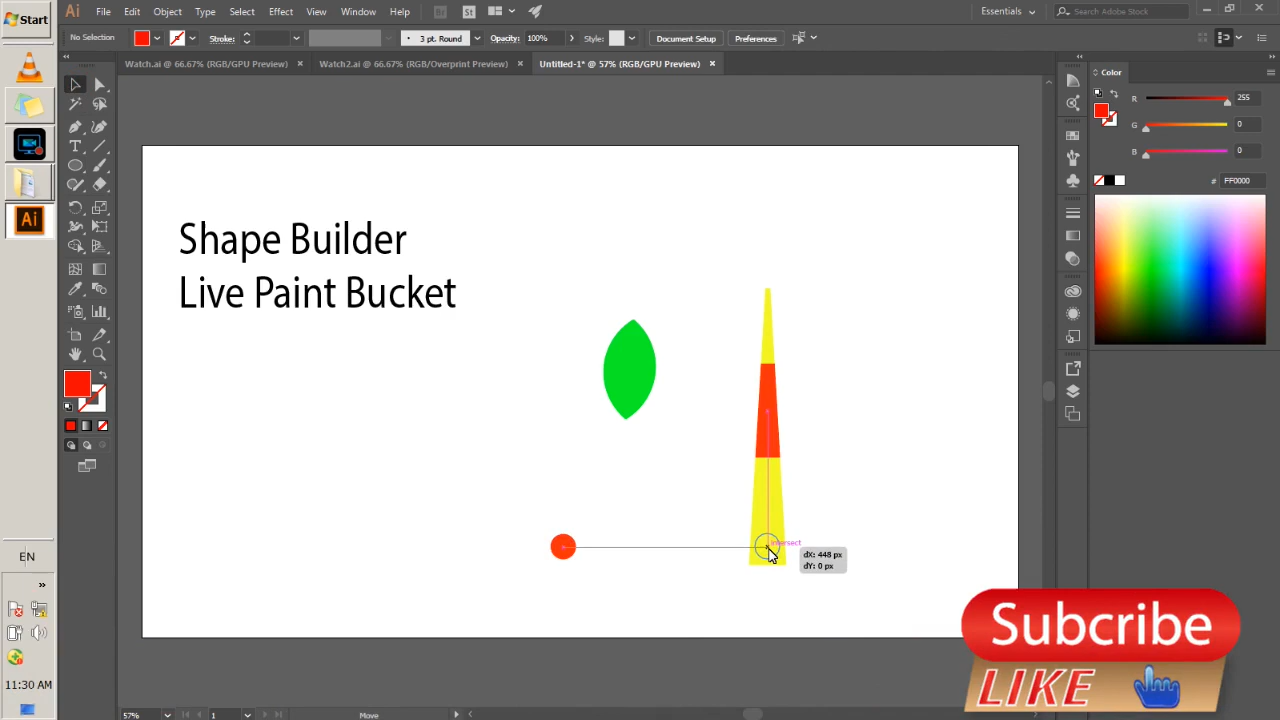 Start
Ai
File
Edit
Object
Type
Select
Effect
View
Window
Help
Br
St
Essentials
Search Adobe Stock
No Selection
Stroke:
3 pt. Round
Opacity:
100%
Style:
Document Setup
Preferences
Watch.ai @ 66.67% (RGB/GPU Preview)
Watch2.ai @ 66.67% (RGB/Overprint Preview)
Untitled-1* @ 57% (RGB/GPU Preview)
Color
R
255
G
0
B
0
#
FF0000
Ai
Shape Builder
Live Paint Bucket
intersect
dX: 448 px
dY: 0 px
EN
11:30 AM
57%
1
Move
Subcribe
LIKE